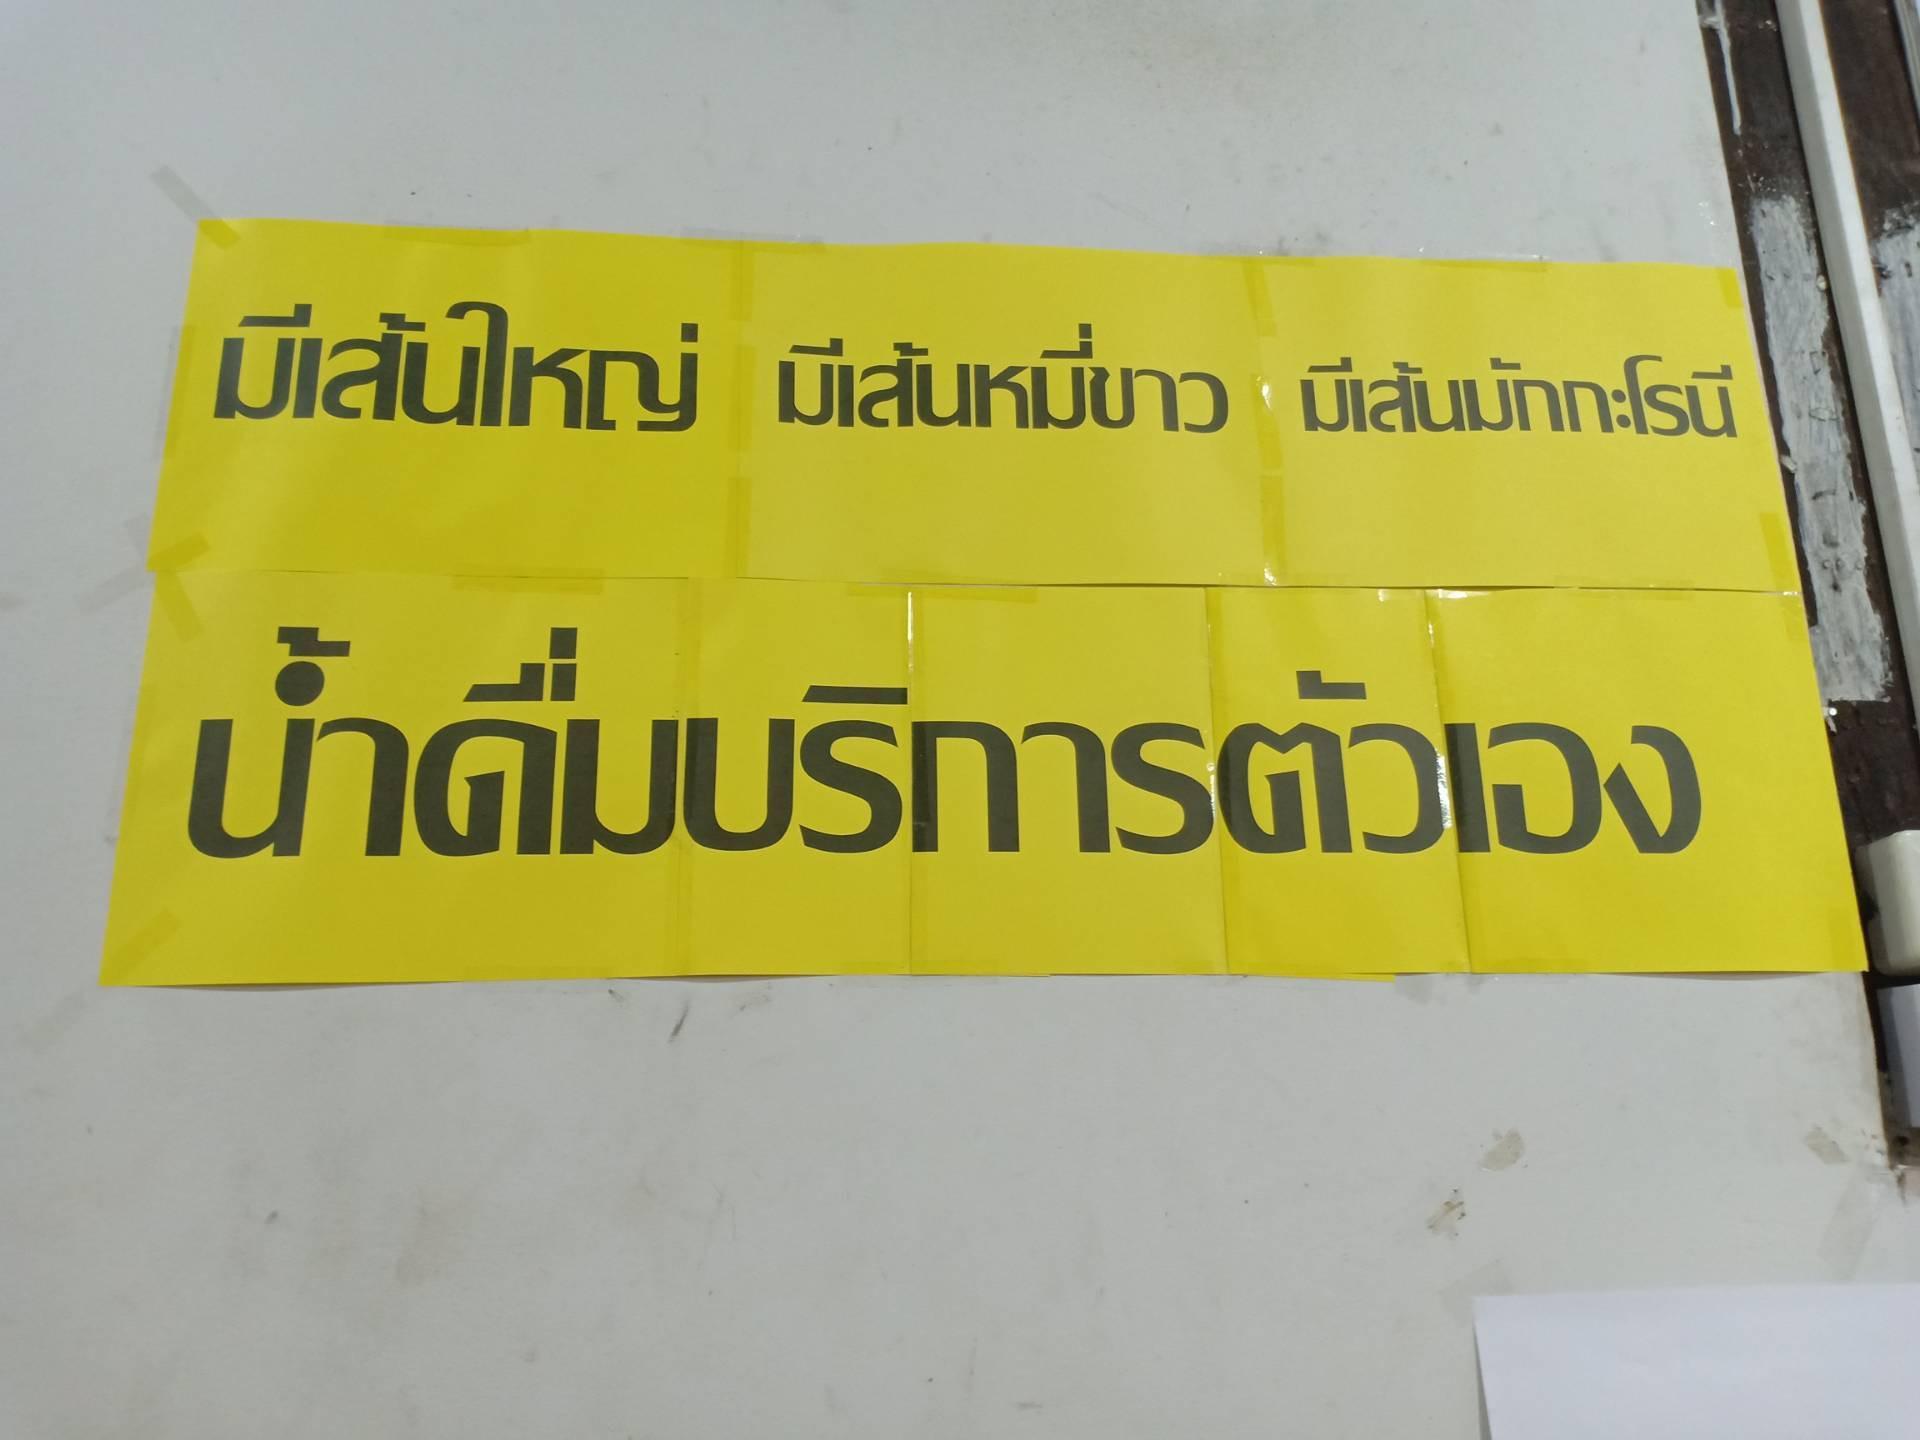 มีเส้นใหญ่ มีเส้นหมี่ขาว มีเส้นมักกะโรนี
น้ำดื่มบริการตัวเอง